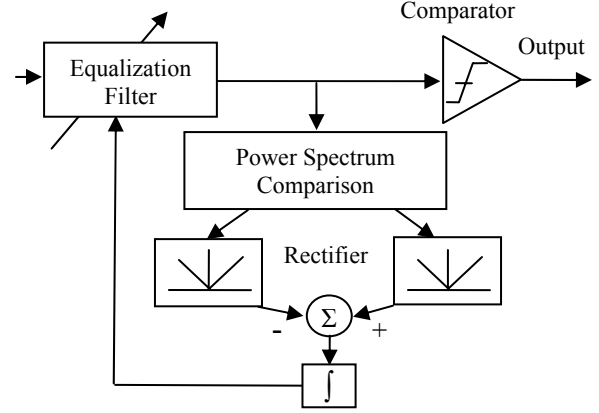 Comparator
Output
Equalization
Filter
Power Spectrum
Comparison
Rectifier
Σ
- +
∫